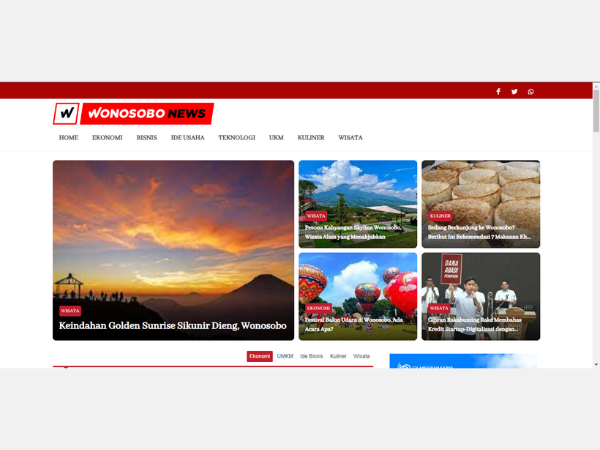 W WONOSOBO NEWS
HOME EKONOMI BISNIS IDE USAHA TEKNOLOGI UKM KULINER WISATA
WISATA
Keindahan Golden Sunrise Sikunir Dieng, Wonosobo
WISATA
Pesona Kahyangan Skyline Wonosobo,
Wisata Alam yang Menakjubkan
KULINER
Sedang Berkunjung ke Wonosobo?
Berikut Ini Rekomendasi 7 Makanan Kh...
EKONOMI
Festival Balon Udara di Wonosobo, Ada
Acara Apa?
DANA
ABADI
WISATA
Gibran Rakabuming Raka Membahas
Kredit Startup-Digitalisasi dengan...
Ekonomi UMKM Ide Bisnis Kuliner Wisata